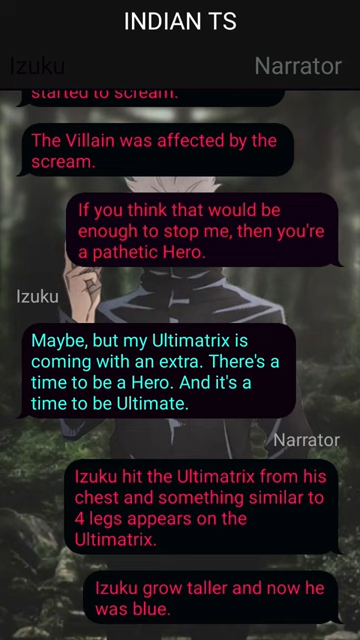 INDIAN TS
Izuku
Narrator
started to scream.
The Villain was affected by the
scream.
If you think that would be
enough to stop me, then you're
a pathetic Hero.
Izuku
Maybe, but my Ultimatrix is
coming with an extra. There's a
time to be a Hero. And it's a
time to be Ultimate.
Narrator
Izuku hit the Ultimatrix from his
chest and something similar to
4 legs appears on the
Ultimatrix.
Izuku grow taller and now he
was blue.